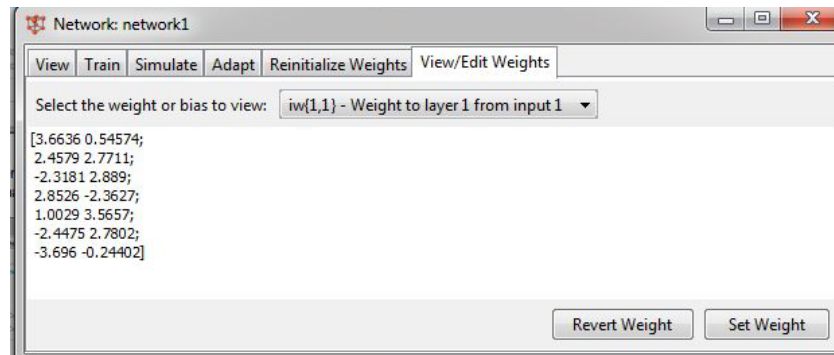 Network: network1
View Train Simulate Adapt Reinitialize Weights View/Edit Weights
Select the weight or bias to view: iw{1,1} - Weight to layer 1 from input 1
[3.6636 0.54574;
2.4579 2.7711;
-2.3181 2.889;
2.8526 -2.3627;
1.0029 3.5657;
-2.4475 2.7802;
-3.696 -0.24402]
Revert Weight Set Weight